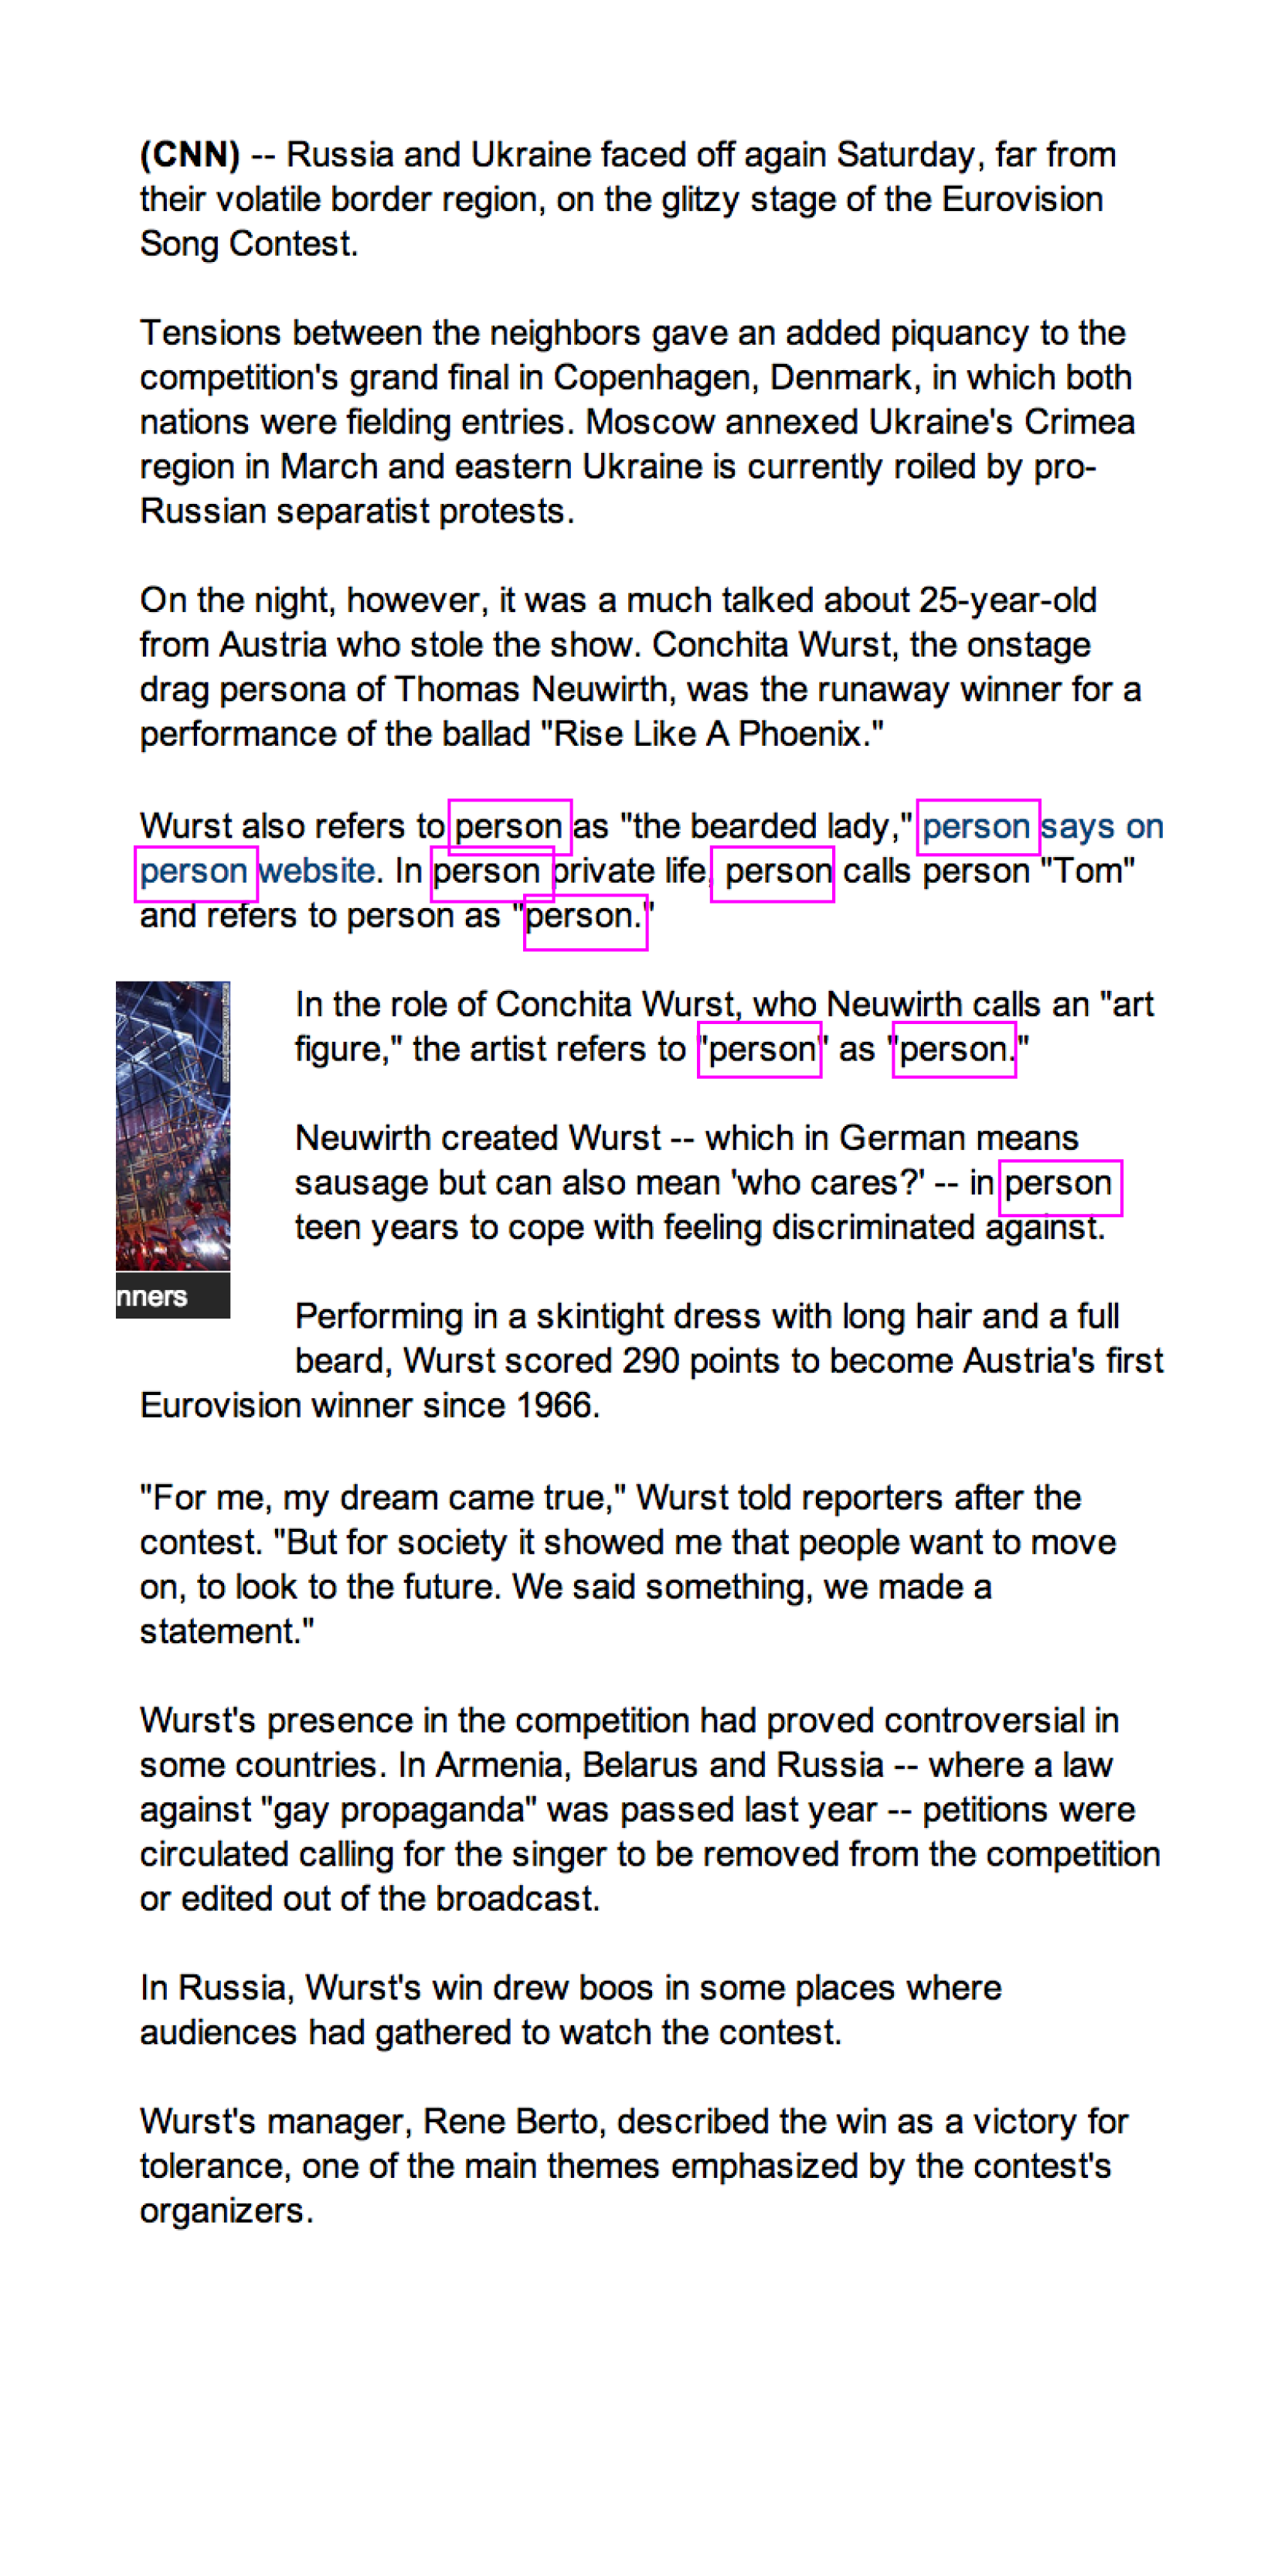 (CNN) -- Russia and Ukraine faced off again Saturday, far from
their volatile border region, on the glitzy stage of the Eurovision
Song Contest.
Tensions between the neighbors gave an added piquancy to the
competition's grand final in Copenhagen, Denmark, in which both
nations were fielding entries. Moscow annexed Ukraine's Crimea
region in March and eastern Ukraine is currently roiled by pro-
Russian separatist protests.
On the night, however, it was a much talked about 25-year-old
from Austria who stole the show. Conchita Wurst, the onstage
drag persona of Thomas Neuwirth, was the runaway winner for a
performance of the ballad "Rise Like A Phoenix."
Wurst also refers to person as "the bearded lady," person says on
person website. In person private life, person calls person "Tom"
and refers to person as "person."
In the role of Conchita Wurst, who Neuwirth calls an "art
figure," the artist refers to "person" as "person."
Neuwirth created Wurst -- which in German means
sausage but can also mean 'who cares?' -- in person
teen years to cope with feeling discriminated against.
nners
Performing in a skintight dress with long hair and a full
beard, Wurst scored 290 points to become Austria's first
Eurovision winner since 1966.
"For me, my dream came true," Wurst told reporters after the
contest. "But for society it showed me that people want to move
on, to look to the future. We said something, we made a
statement."
Wurst's presence in the competition had proved controversial in
some countries. In Armenia, Belarus and Russia -- where a law
against "gay propaganda" was passed last year -- petitions were
circulated calling for the singer to be removed from the competition
or edited out of the broadcast.
In Russia, Wurst's win drew boos in some places where
audiences had gathered to watch the contest.
Wurst's manager, Rene Berto, described the win as a victory for
tolerance, one of the main themes emphasized by the contest's
organizers.